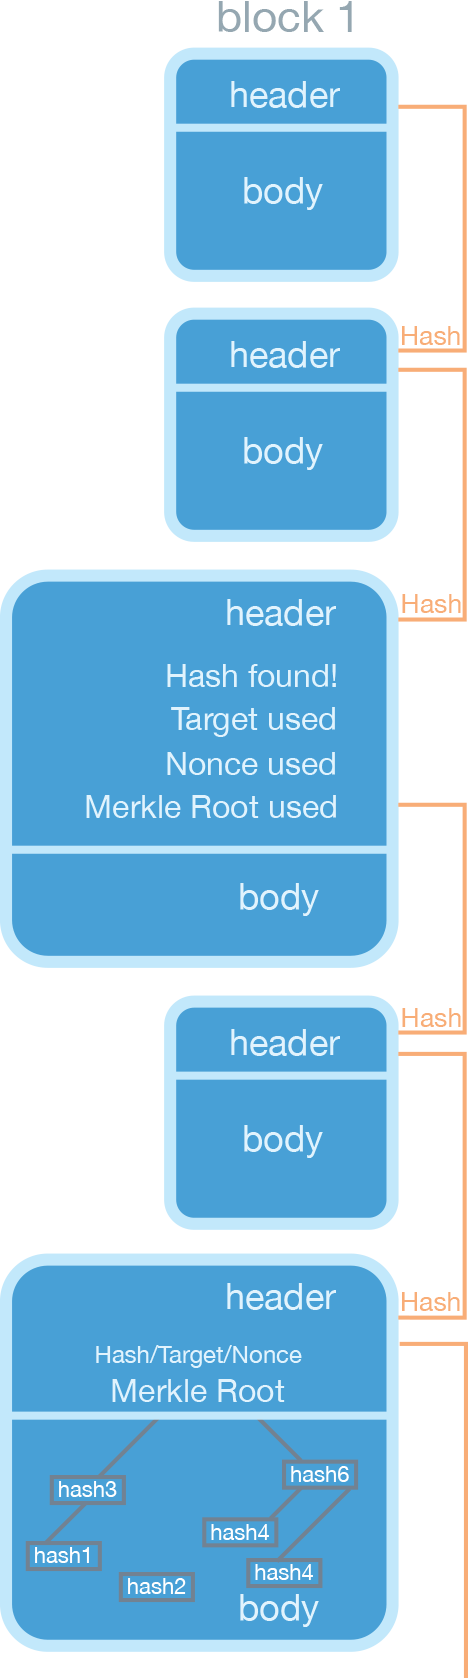 block 1
header
body
Hash
header
body
Hash
header
Hash found!
Target used
Nonce used
Merkle Root used
body
Hash
header
body
Hash
header
Hash/Target/Nonce
Merkle Root
hash6
hash3
hash4
hash1
hash4
hash2
body